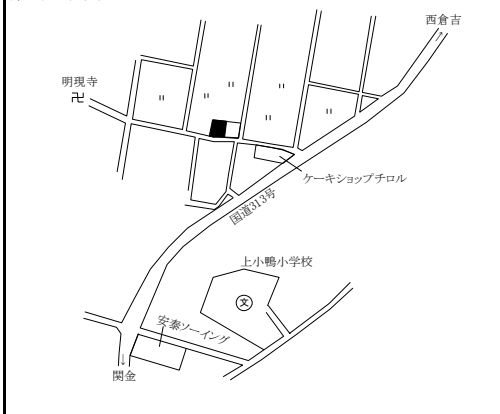 西倉吉
明現寺
ケーキショップチロル
国道313号
上小鴨小学校
文
安泰ソーイング
関金